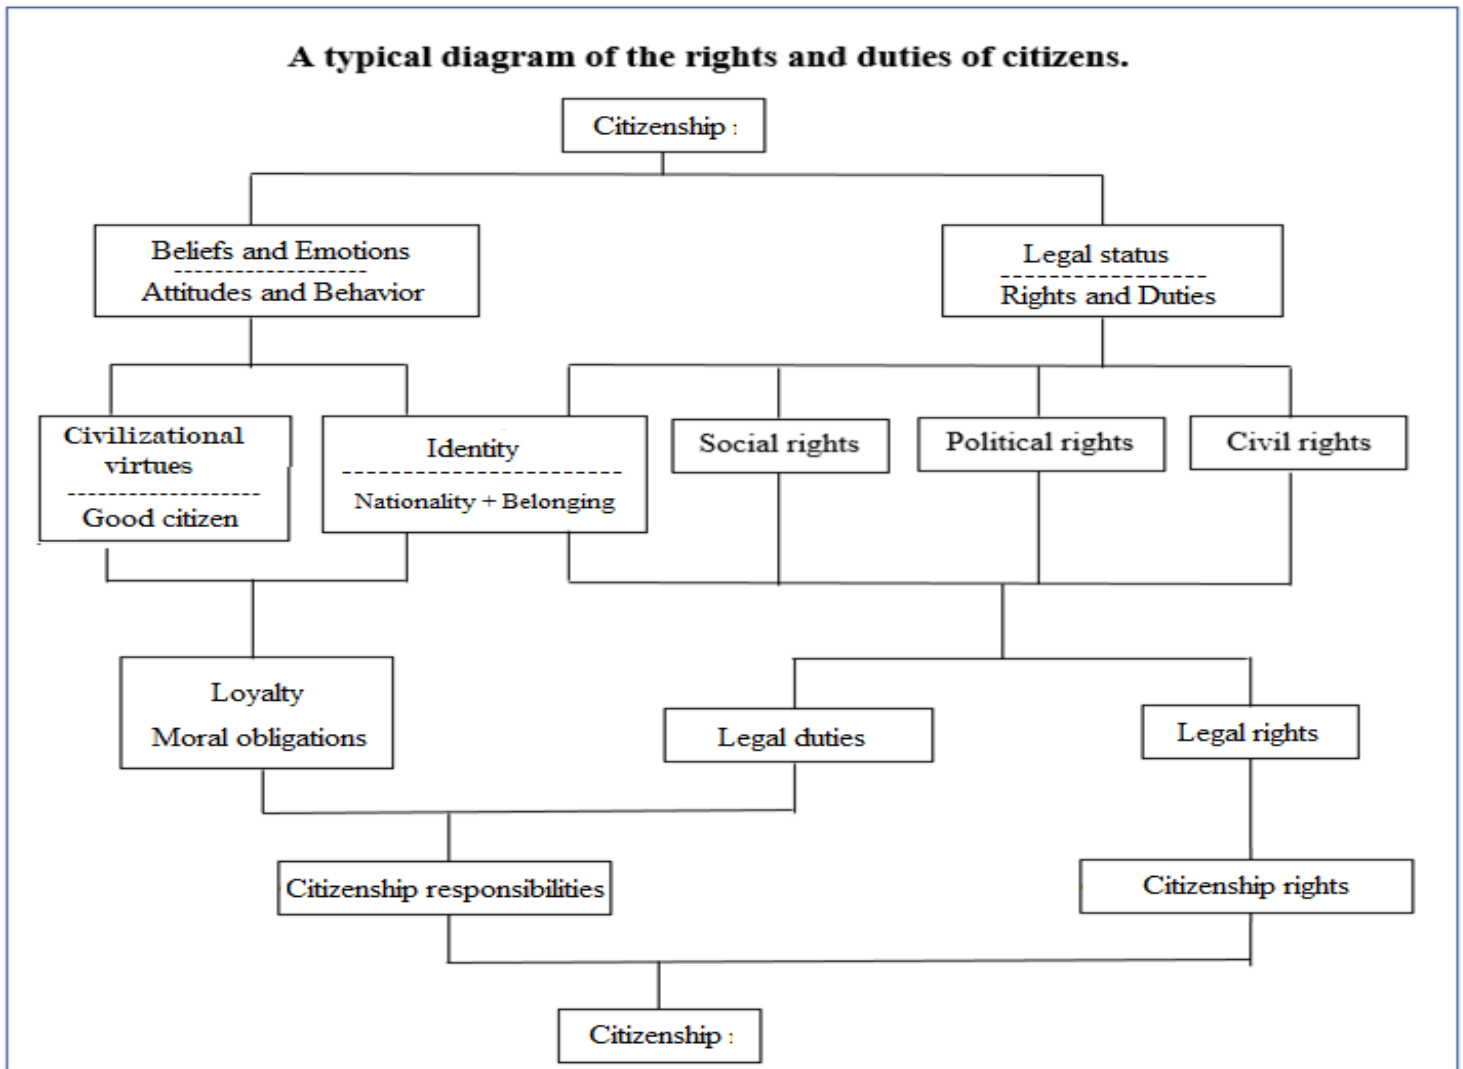 A typical diagram of the rights and duties of citizens.
Citizenship :
Beliefs and Emotions
Attitudes and Behavior
Legal status
Rights and Duties
Civilizational
virtues
Good citizen
Identity
Nationality + Belonging
Social rights
Political rights
Civil rights
Loyalty
Moral obligations
Legal duties
Legal rights
Citizenship responsibilities
Citizenship rights
Citizenship :